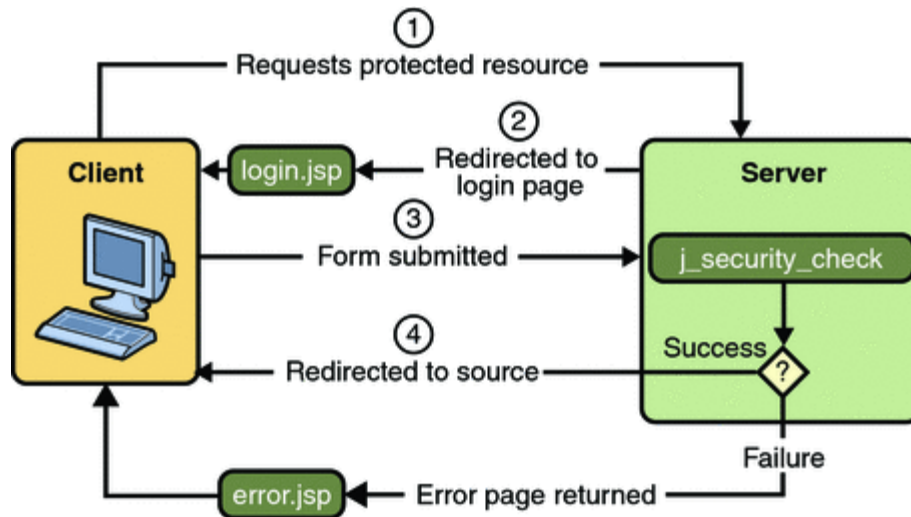 1
Requests protected resource
Client
login.jsp
2
Redirected to
login page
Server
3
Form submitted
j_security_check
4
Redirected to source
Success
?
Failure
error.jsp
Error page returned